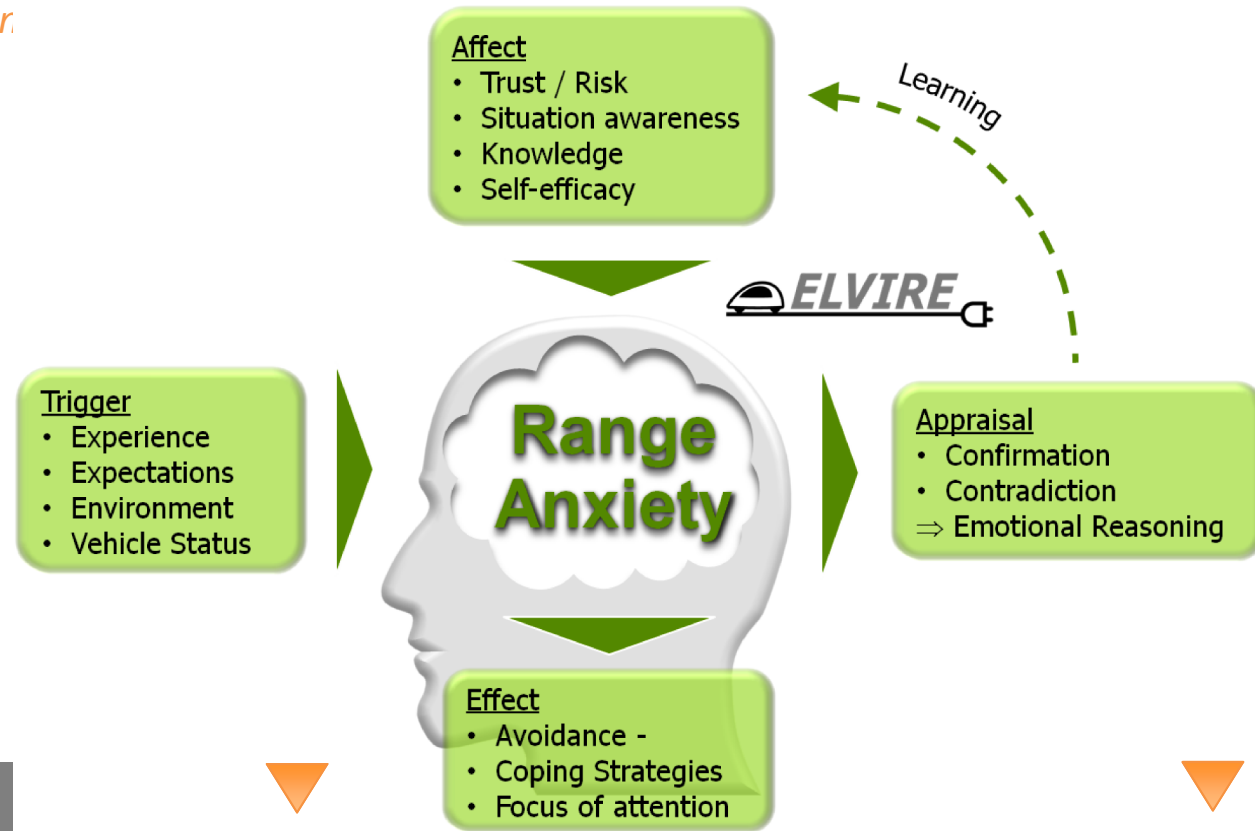 Affect
• Trust / Risk
• Situation awareness
• Knowledge
• Self-efficacy
Learning
ELVIRE
Trigger
• Experience
• Expectations
• Environment
• Vehicle Status
Range
Anxiety
Appraisal
• Confirmation
• Contradiction
⇒ Emotional Reasoning
Effect
• Avoidance -
• Coping Strategies
• Focus of attention